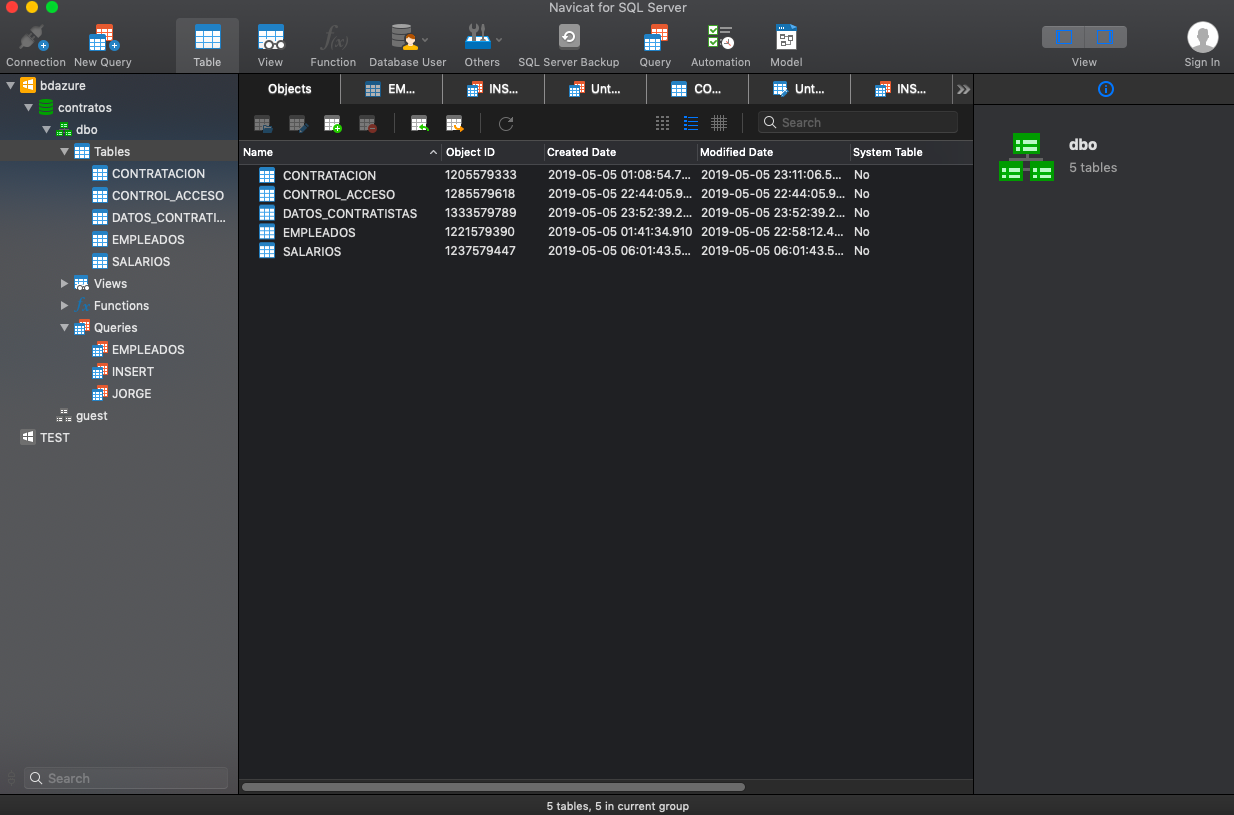 Navicat for SQL Server
Connection New Query Table View Function Database User Others SQL Server Backup Query Automation Model View Sign In
bdazure
contratos
dbo
Tables
CONTRATACION
CONTROL_ACCESO
DATOS_CONTRATI...
EMPLEADOS
SALARIOS
Views
Functions
Queries
EMPLEADOS
INSERT
JORGE
guest
TEST
Search
Objects EM... INS... Unt... CO... Unt... INS...
Search
Name Object ID Created Date Modified Date System Table
CONTRATACION 1205579333 2019-05-05 01:08:54.7... 2019-05-05 23:11:06.5... No
CONTROL_ACCESO 1285579618 2019-05-05 22:44:05.9... 2019-05-05 22:44:05.9... No
DATOS_CONTRATISTAS 1333579789 2019-05-05 23:52:39.2... 2019-05-05 23:52:39.2... No
EMPLEADOS 1221579390 2019-05-05 01:41:34.910 2019-05-05 22:58:12.4... No
SALARIOS 1237579447 2019-05-05 06:01:43.5... 2019-05-05 06:01:43.5... No
dbo
5 tables
5 tables, 5 in current group